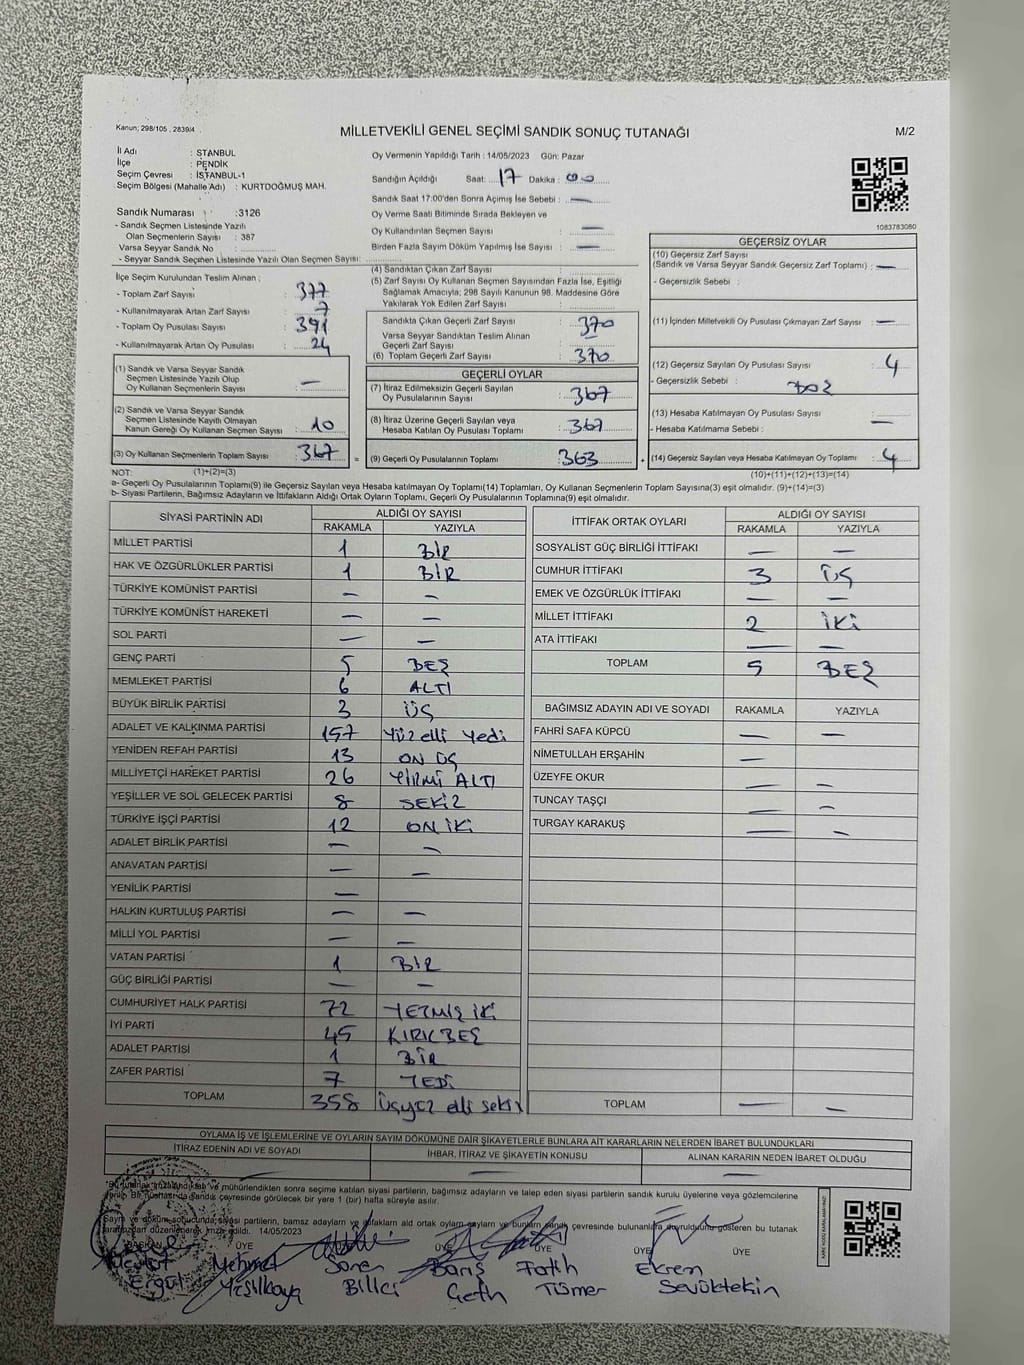 Kanun; 298/105 , 2839/4
MİLLETVEKİLİ GENEL SEÇİMİ SANDIK SONUÇ TUTANAĞI
M/2
İl Adı : STANBUL
İlçe : PENDİK
Seçim Çevresi : İSTANBUL-1
Seçim Bölgesi (Mahalle Adı) : KURTDOĞMUŞ MAH.
Sandık Numarası :3126
- Sandık Seçmen Listesinde Yazılı
Olan Seçmenlerin Sayısı : 387
Varsa Seyyar Sandık No :
- Seyyar Sandık Seçmen Listesinde Yazılı Olan Seçmen Sayısı:
Oy Vermenin Yapıldığı Tarih : 14/05/2023 Gün: Pazar
Sandığın Açıldığı Saat: 17 Dakika : 00
Sandık Saat 17:00'den Sonra Açımış İse Sebebi : —
Oy Verme Saati Bitiminde Sırada Bekleyen ve
Oy Kullandırılan Seçmen Sayısı : —
Birden Fazla Sayım Döküm Yapılmış İse Sayısı : —
1083783080
İlçe Seçim Kurulundan Teslim Alınan ;
- Toplam Zarf Sayısı : 377
- Kullanılmayarak Artan Zarf Sayısı : 7
- Toplam Oy Pusulası Sayısı : 391
- Kullanılmayarak Artan Oy Pusulası : 24
(1) Sandık ve Varsa Seyyar Sandık
Seçmen Listesinde Yazılı Olup
Oy Kullanan Seçmenlerin Sayısı : —
(2) Sandık ve Varsa Seyyar Sandık
Seçmen Listesinde Kayıtlı Olmayan
Kanun Gereği Oy Kullanan Seçmen Sayısı : 10
(3) Oy Kullanan Seçmenlerin Toplam Sayısı : 367
(4) Sandıktan Çıkan Zarf Sayısı :
(5) Zarf Sayısı Oy Kullanan Seçmen Sayısından Fazla İse, Eşitliği
Sağlamak Amacıyla; 298 Sayılı Kanunun 98. Maddesine Göre
Yakılarak Yok Edilen Zarf Sayısı :
Sandıkta Çıkan Geçerli Zarf Sayısı : 370
Varsa Seyyar Sandıktan Teslim Alınan
Geçerli Zarf Sayısı : —
(6) Toplam Geçerli Zarf Sayısı : 370
GEÇERLİ OYLAR
(7) İtiraz Edilmeksizin Geçerli Sayılan
Oy Pusulalarının Sayısı : 367
(8) İtiraz Üzerine Geçerli Sayılan veya
Hesaba Katılan Oy Pusulası Toplamı : 367
= (9) Geçerli Oy Pusulalarının Toplamı : 363 +
GEÇERSİZ OYLAR
(10) Geçersiz Zarf Sayısı
(Sandık ve Varsa Seyyar Sandık Geçersiz Zarf Toplamı) : —
- Geçersizlik Sebebi :
(11) İçinden Milletvekili Oy Pusulası Çıkmayan Zarf Sayısı : —
(12) Geçersiz Sayılan Oy Pusulası Sayısı : 4
- Geçersizlik Sebebi :
(13) Hesaba Katılmayan Oy Pusulası Sayısı :
- Hesaba Katılmama Sebebi : —
(14) Geçersiz Sayılan veya Hesaba Katılmayan Oy Toplamı : 4
NOT: (1)+(2)=(3) (10)+(11)+(12)+(13)=(14)
a- Geçerli Oy Pusulalarının Toplamı(9) ile Geçersiz Sayılan veya Hesaba katılmayan Oy Toplamı(14) Toplamları, Oy Kullanan Seçmenlerin Toplam Sayısına(3) eşit olmalıdır. (9)+(14)=(3)
b- Siyasi Partilerin, Bağımsız Adayların ve İttifakların Aldığı Ortak Oyların Toplamı, Geçerli Oy Pusulalarının Toplamına(9) eşit olmalıdır.
SİYASİ PARTİNİN ADI ALDIĞI OY SAYISI
RAKAMLA YAZIYLA
MİLLET PARTİSİ 1 BİR
HAK VE ÖZGÜRLÜKLER PARTİSİ 1 BİR
TÜRKİYE KOMÜNİST PARTİSİ — —
TÜRKİYE KOMÜNİST HAREKETİ — —
SOL PARTİ — —
GENÇ PARTİ 5 BEŞ
MEMLEKET PARTİSİ 6 ALTI
BÜYÜK BİRLİK PARTİSİ 3 ÜÇ
ADALET VE KALKINMA PARTİSİ 157 Yüz elli yedi
YENİDEN REFAH PARTİSİ 13 ON ÜÇ
MİLLİYETÇİ HAREKET PARTİSİ 26 YİRMİ ALTI
YEŞİLLER VE SOL GELECEK PARTİSİ 8 SEKİZ
TÜRKİYE İŞÇİ PARTİSİ 12 ON İKİ
ADALET BİRLİK PARTİSİ — —
ANAVATAN PARTİSİ — —
YENİLİK PARTİSİ —
HALKIN KURTULUŞ PARTİSİ — —
MİLLİ YOL PARTİSİ — —
VATAN PARTİSİ 1 BİR
GÜÇ BİRLİĞİ PARTİSİ — —
CUMHURİYET HALK PARTİSİ 72 YETMİŞ İKİ
İYİ PARTİ 45 KIRKBEŞ
ADALET PARTİSİ 1 BİR
ZAFER PARTİSİ 7 YEDİ
TOPLAM 358 üçyüz elli sekiz
İTTİFAK ORTAK OYLARI ALDIĞI OY SAYISI
RAKAMLA YAZIYLA
SOSYALİST GÜÇ BİRLİĞİ İTTİFAKI — —
CUMHUR İTTİFAKI 3 ÜÇ
EMEK VE ÖZGÜRLÜK İTTİFAKI — —
MİLLET İTTİFAKI 2 İKİ
ATA İTTİFAKI — —
TOPLAM 5 BEŞ
BAĞIMSIZ ADAYIN ADI VE SOYADI RAKAMLA YAZIYLA
FAHRİ SAFA KÜPCÜ — —
NİMETULLAH ERŞAHİN —
ÜZEYFE OKUR — —
TUNCAY TAŞÇI — —
TURGAY KARAKUŞ — —
TOPLAM — —
OYLAMA İŞ VE İŞLEMLERİNE VE OYLARIN SAYIM DÖKÜMÜNE DAİR ŞİKAYETLERLE BUNLARA AİT KARARLARIN NELERDEN İBARET BULUNDUKLARI
İTİRAZ EDENİN ADI VE SOYADI İHBAR, İTİRAZ VE ŞİKAYETİN KONUSU ALINAN KARARIN NEDEN İBARET OLDUĞU
— — —
mühürlendikten sonra seçime katılan siyasi partilerin, bağımsız adayların ve talep eden siyasi partilerin sandık kurulu üyelerine veya gözlemcilerine
sandık çevresinde görülecek bir yere 1 (bir) hafta süreyle asılır.
Sayım ve döküm sonucunda siyasi partilerin, bamsz adaylarn ve ittifakların ald ortak oyların sayların ve bunların sandk çevresinde bulunanlara duyrulduunu gösteren bu tutanak
tarafmzdan düzenlenerek imza edildi. 14/05/2023
BAŞKAN ÜYE ÜYE ÜYE ÜYE ÜYE
Ergül Mehmet Yeşilkaya Soner Billici Barış Fatih Tüsmer Ekren Sevüktekin